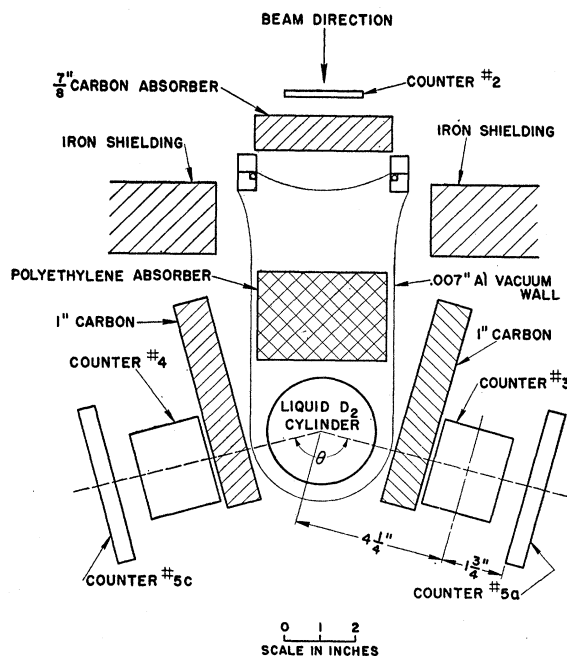 BEAM DIRECTION
COUNTER #2
7/8" CARBON ABSORBER
IRON SHIELDING
IRON SHIELDING
POLYETHYLENE ABSORBER
.007" Al VACUUM
WALL
1" CARBON
1" CARBON
COUNTER #4
COUNTER #3
LIQUID D2
CYLINDER
θ
4 1/4"
1 3/4"
COUNTER #5c
COUNTER #5a
0 1 2
SCALE IN INCHES